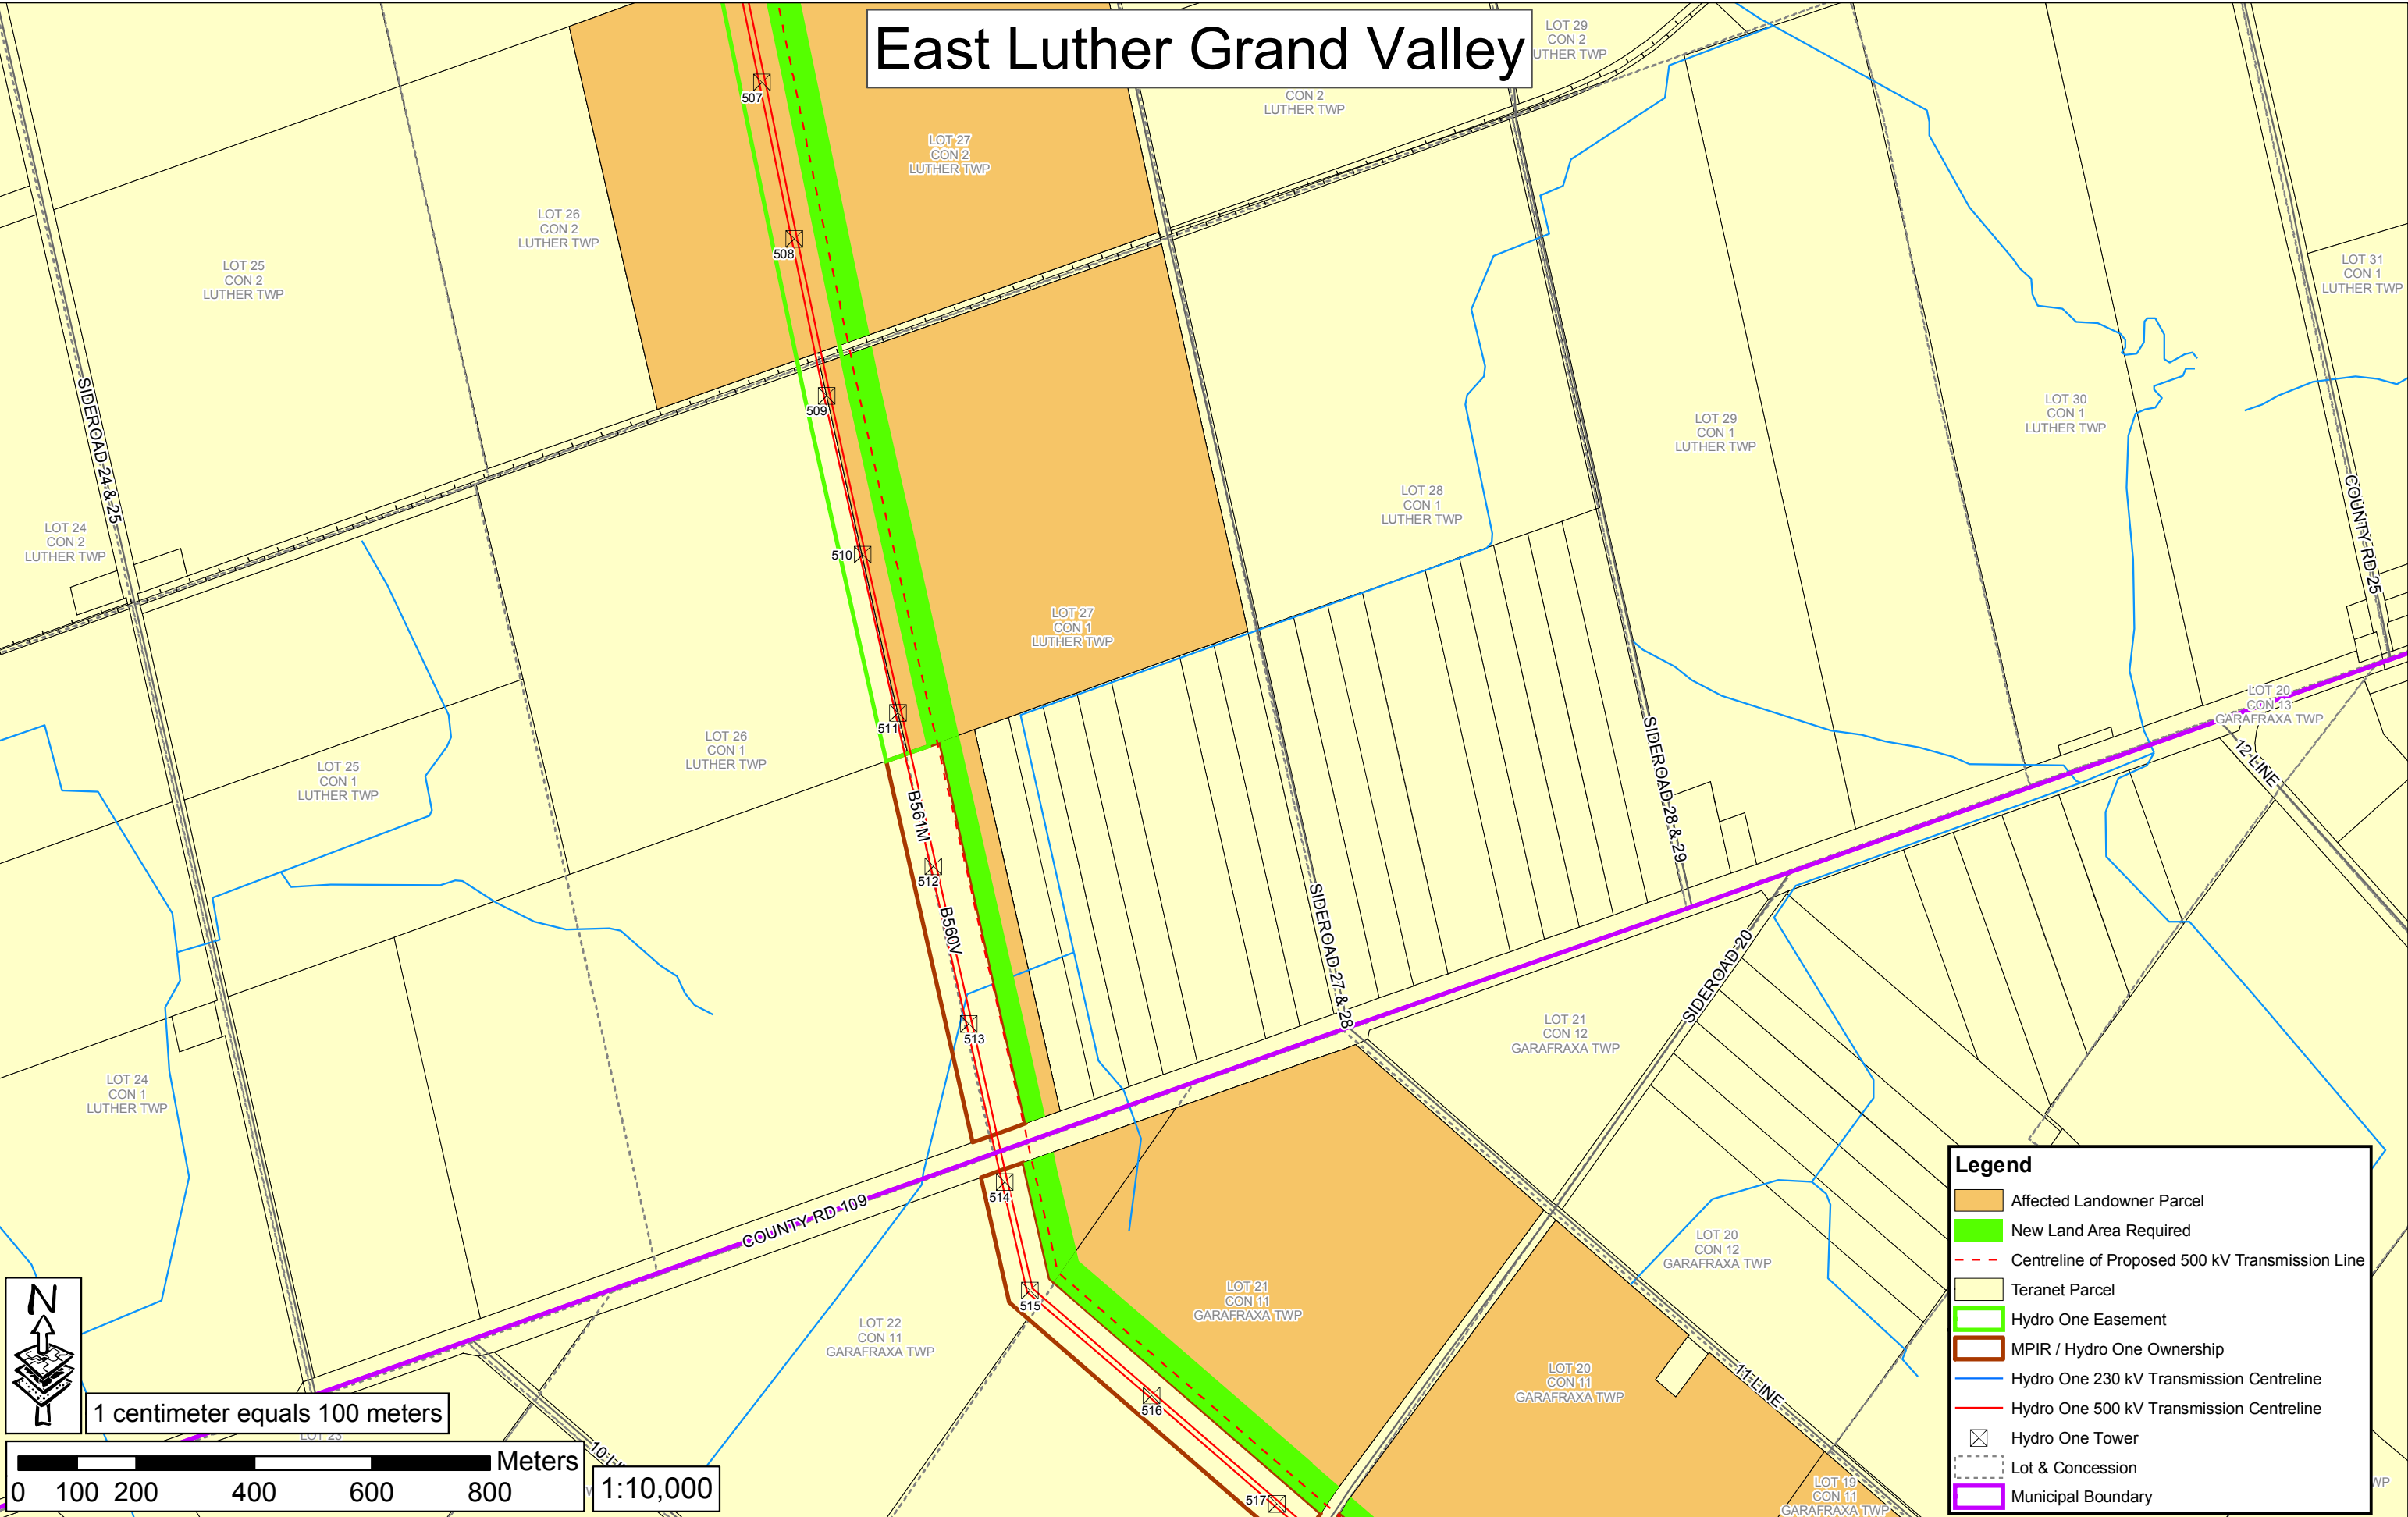 East Luther Grand Valley
LOT 29
CON 2
LUTHER TWP
CON 2
LUTHER TWP
507
LOT 27
CON 2
LUTHER TWP
LOT 26
CON 2
LUTHER TWP
508
LOT 25
CON 2
LUTHER TWP
LOT 31
CON 1
LUTHER TWP
SIDEROAD 24 & 25
509
LOT 30
CON 1
LUTHER TWP
LOT 29
CON 1
LUTHER TWP
LOT 28
CON 1
LUTHER TWP
COUNTY RD 25
LOT 24
CON 2
LUTHER TWP
510
LOT 27
CON 1
LUTHER TWP
LOT 20
CON 13
GARAFRAXA TWP
511
LOT 26
CON 1
LUTHER TWP
LOT 25
CON 1
LUTHER TWP
12 LINE
SIDEROAD 28 & 29
B561M
512
B560V
SIDEROAD 27 & 28
SIDEROAD 20
513
LOT 21
CON 12
GARAFRAXA TWP
LOT 24
CON 1
LUTHER TWP
514
COUNTY RD 109
LOT 20
CON 12
GARAFRAXA TWP
515
LOT 21
CON 11
GARAFRAXA TWP
LOT 22
CON 11
GARAFRAXA TWP
LOT 20
CON 11
GARAFRAXA TWP
11 LINE
516
517
LOT 19
CON 11
GARAFRAXA TWP
WP
LOT 23
N
1 centimeter equals 100 meters
Meters
0 100 200 400 600 800
1:10,000
Legend
Affected Landowner Parcel
New Land Area Required
Centreline of Proposed 500 kV Transmission Line
Teranet Parcel
Hydro One Easement
MPIR / Hydro One Ownership
Hydro One 230 kV Transmission Centreline
Hydro One 500 kV Transmission Centreline
Hydro One Tower
Lot & Concession
Municipal Boundary